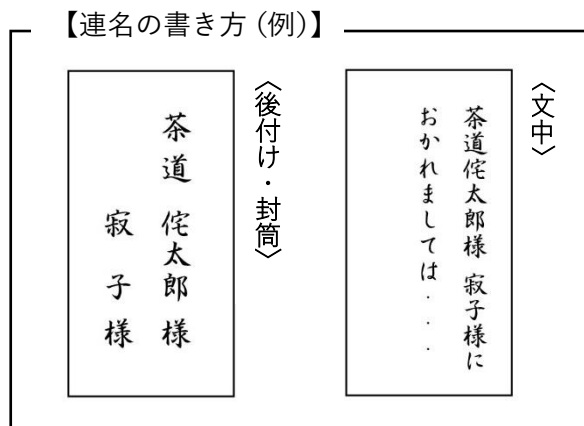 【連名の書き方（例）】
〈文中〉
茶道侘太郎様 寂子様に
おかれましては・・・
〈後付け・封筒〉
茶道 侘太郎 様
寂 子 様